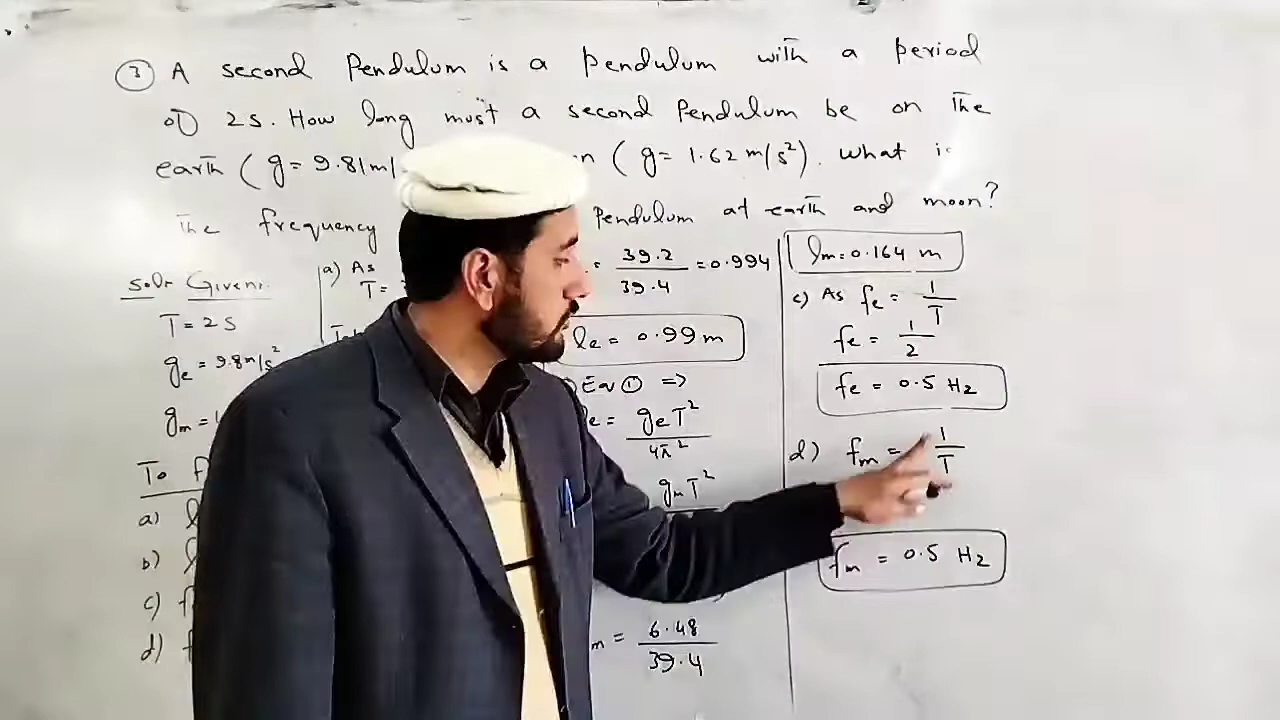 3 A second Pendulum is a pendulum with a period
of 2s. How long must a second Pendulum be on the
earth (g = 9.81m/ n (g = 1.62 m/s²). What is
The frequency Pendulum at earth and moon?
Soln Given:
T = 2s
ge = 9.8m/s²
gm = 1
To F
a) l
b) l
c) f
d) f
a) As
T =
= 39.2 / 39.4 = 0.994
le = 0.99 m
Eq ① =>
le = geT² / 4π²
gmT²
m = 6.48 / 39.4
lm = 0.164 m
c) As fe = 1/T
fe = 1/2
fe = 0.5 Hz
d) fm = 1/T
fm = 0.5 Hz